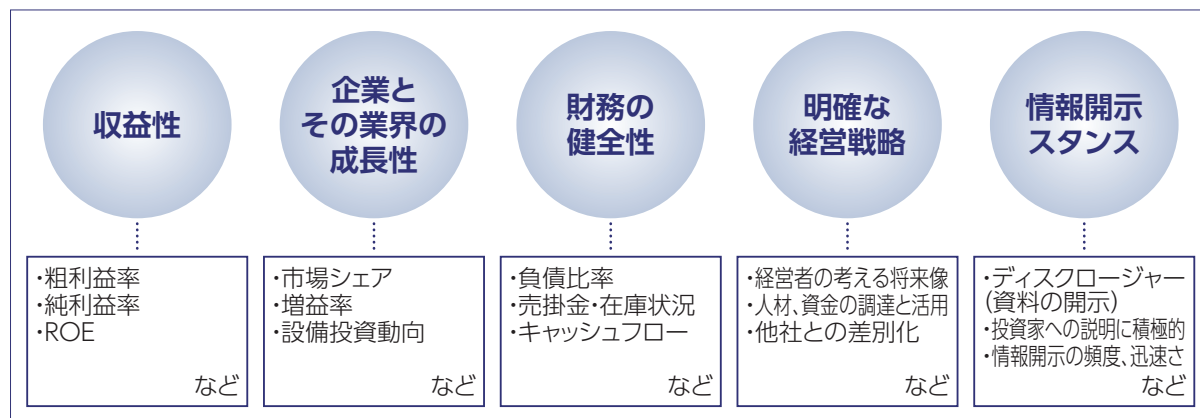 収益性
企業と
その業界の
成長性
財務の
健全性
明確な
経営戦略
情報開示
スタンス
・粗利益率
・純利益率
・ROE
など
・市場シェア
・増益率
・設備投資動向
など
・負債比率
・売掛金・在庫状況
・キャッシュフロー
など
・経営者の考える将来像
・人材、資金の調達と活用
・他社との差別化
など
・ディスクロージャー
(資料の開示)
・投資家への説明に積極的
・情報開示の頻度、迅速さ
など